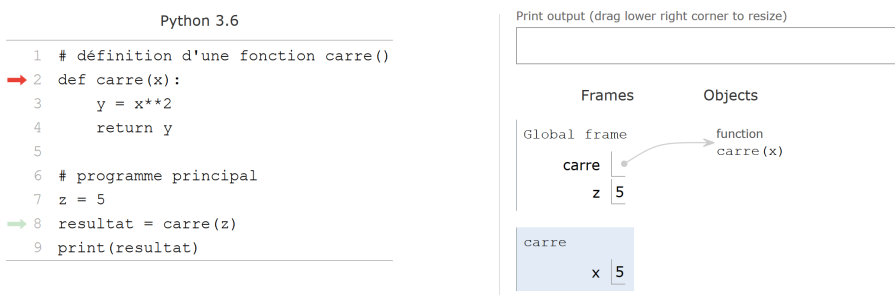 Python 3.6
1 # définition d'une fonction carre()
2 def carre(x):
3     y = x**2
4     return y
5
6 # programme principal
7 z = 5
8 resultat = carre(z)
9 print(resultat)
Print output (drag lower right corner to resize)
Frames Objects
Global frame
carre
z 5
function
carre(x)
carre
x 5